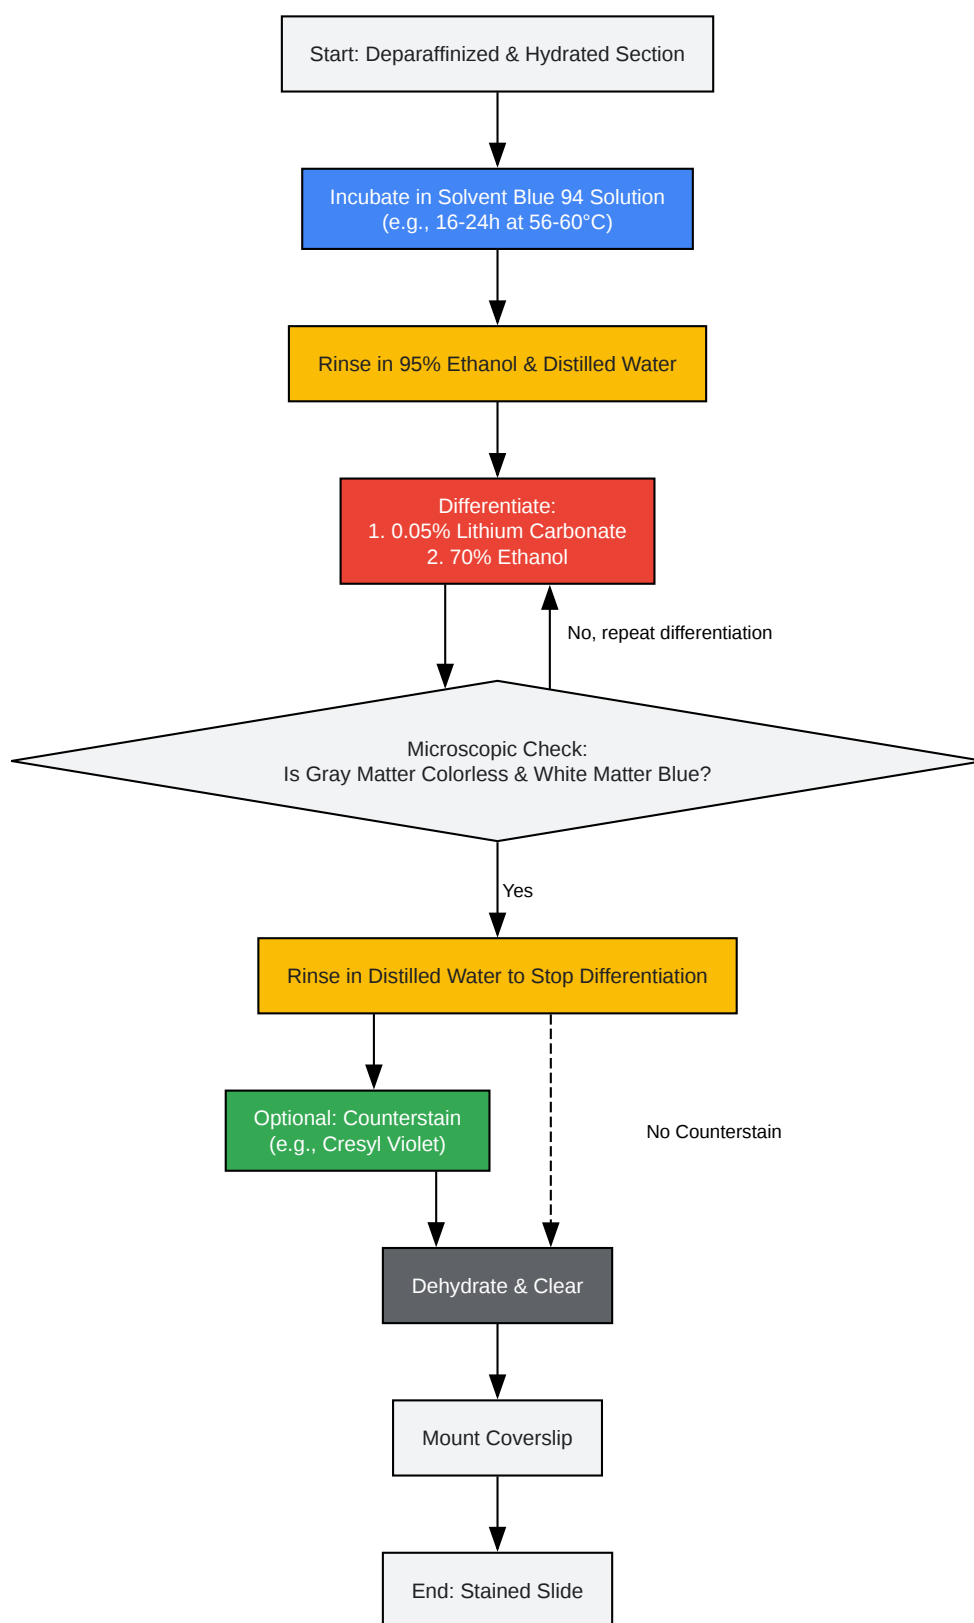 Start: Deparaffinized & Hydrated Section
Incubate in Solvent Blue 94 Solution
(e.g., 16-24h at 56-60°C)
Rinse in 95% Ethanol & Distilled Water
Differentiate:
1. 0.05% Lithium Carbonate
2. 70% Ethanol
No, repeat differentiation
Microscopic Check:
Is Gray Matter Colorless & White Matter Blue?
Yes
Rinse in Distilled Water to Stop Differentiation
Optional: Counterstain
(e.g., Cresyl Violet)
No Counterstain
Dehydrate & Clear
Mount Coverslip
End: Stained Slide